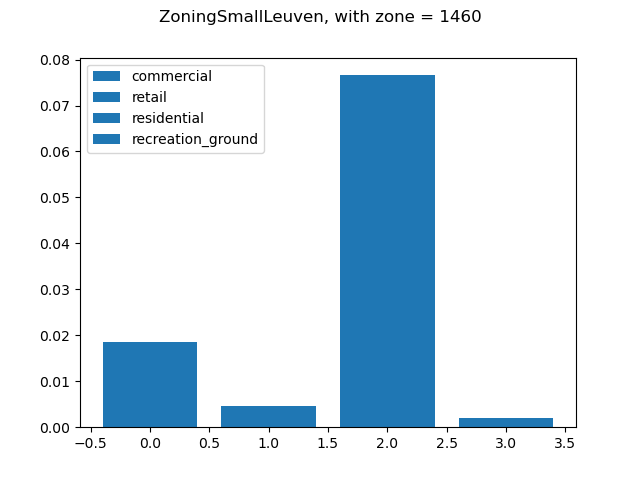 ZoningSmallLeuven, with zone = 1460
0.08
0.07
0.06
0.05
0.04
0.03
0.02
0.01
0.00
commercial
retail
residential
recreation_ground
−0.5 0.0 0.5 1.0 1.5 2.0 2.5 3.0 3.5